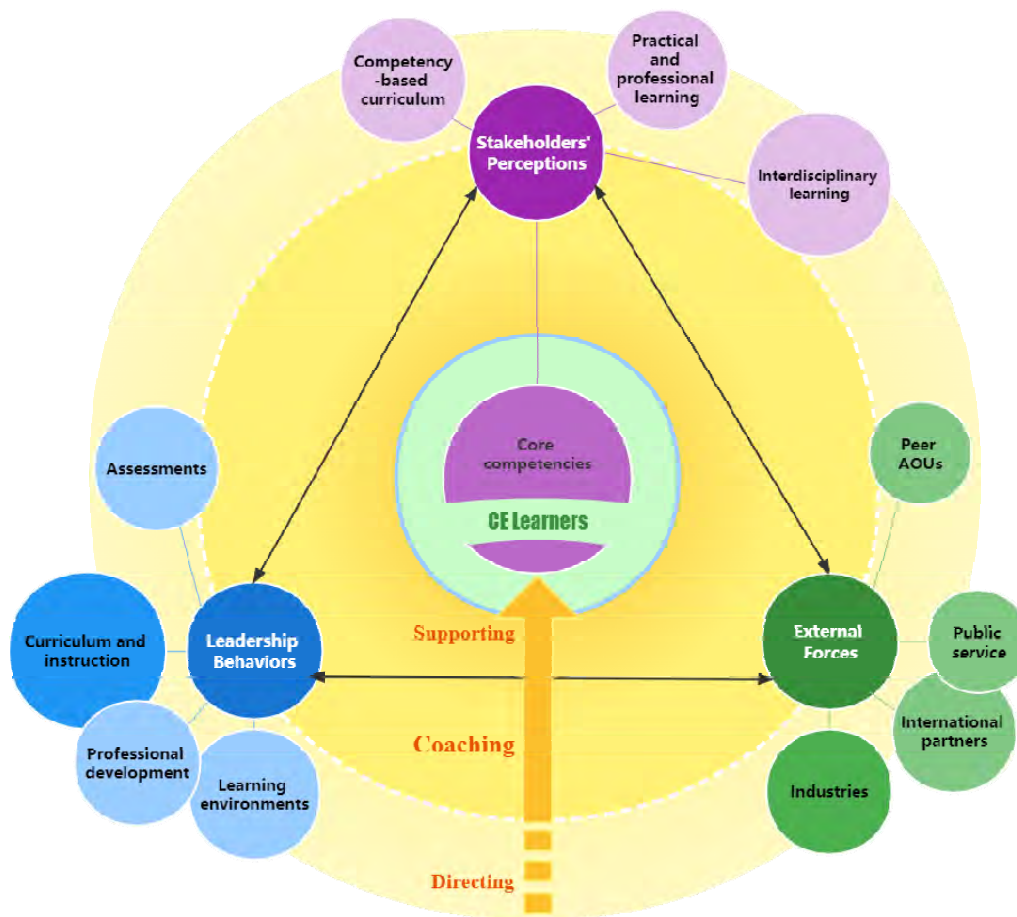 Competency
-based
curriculum
Practical
and
professional
learning
Stakeholders'
Perceptions
Interdisciplinary
learning
Core
competencies
CE Learners
Assessments
Peer
AOUs
Curriculum and
instruction
Leadership
Behaviors
Supporting
External
Forces
Public
service
Professional
development
Learning
environments
Coaching
International
partners
Industries
Directing